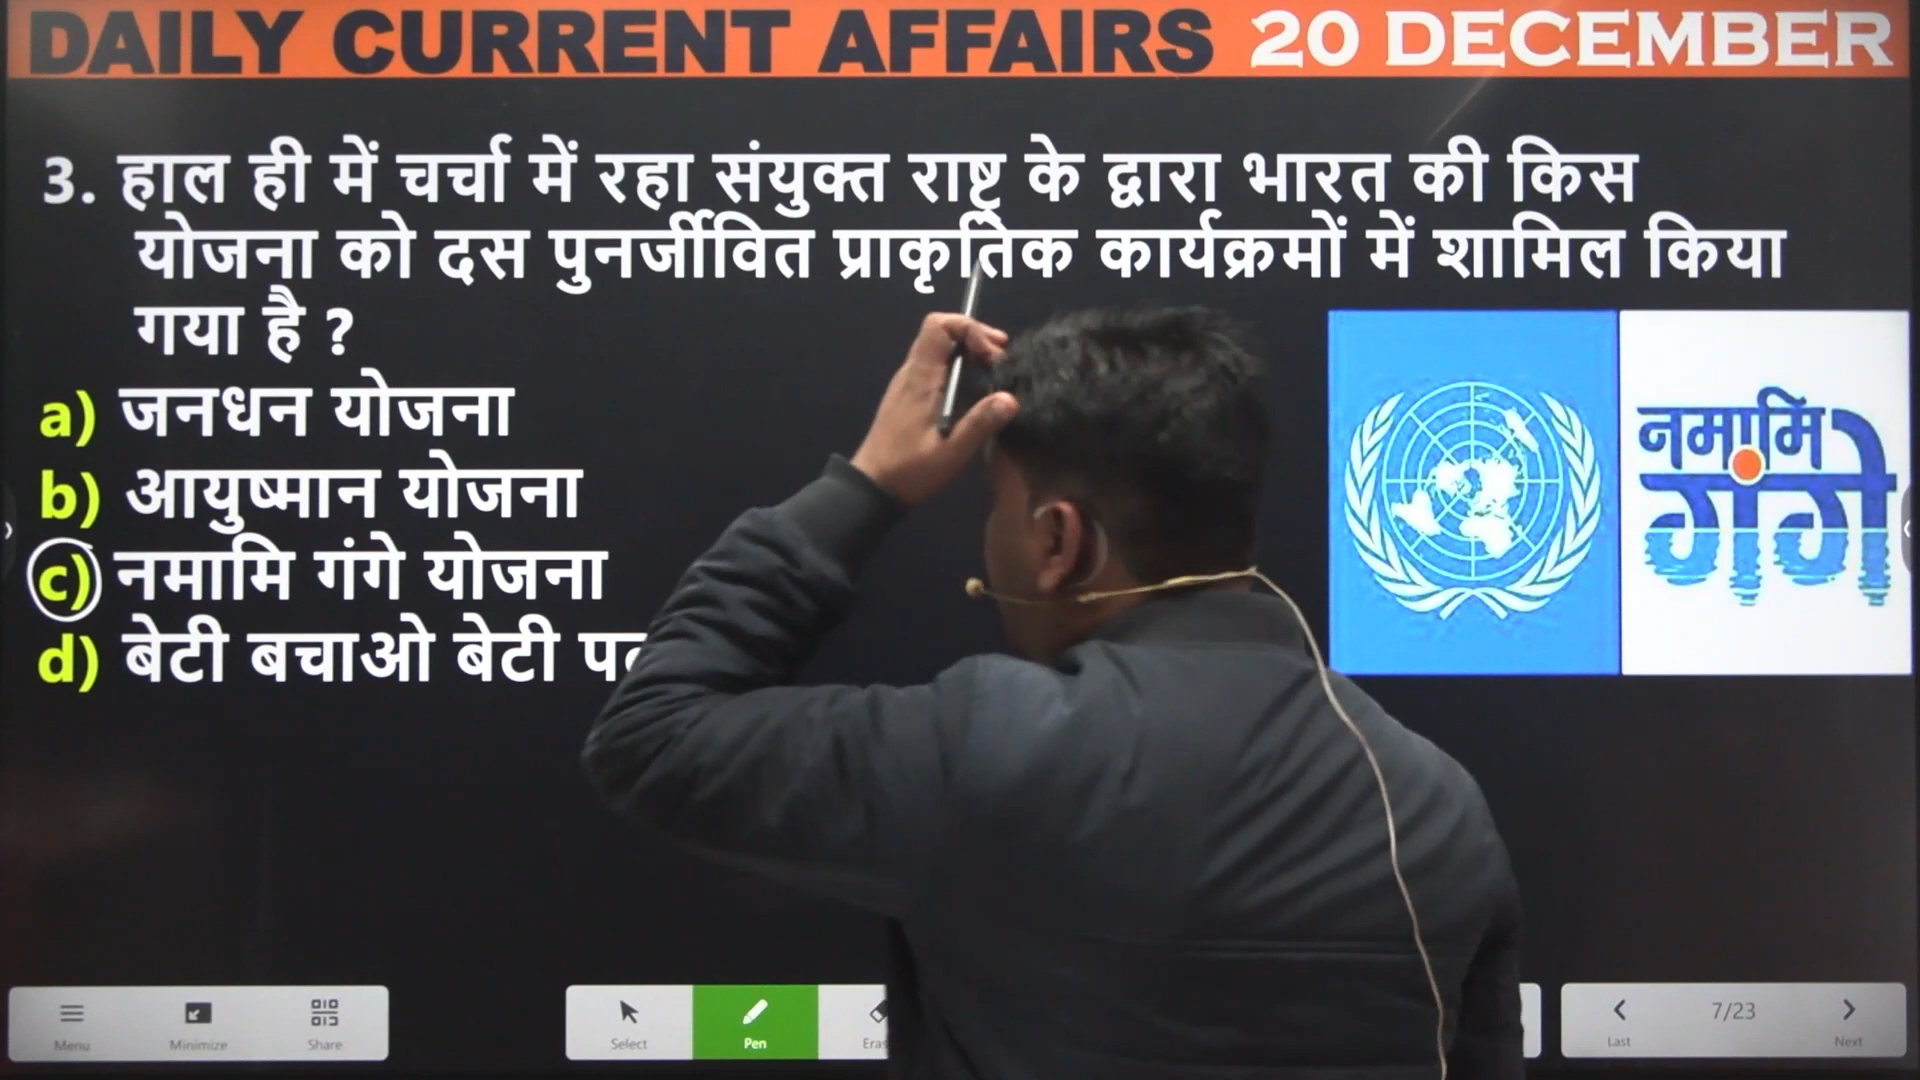 DAILY CURRENT AFFAIRS 20 DECEMBER
3. हाल ही में चर्चा में रहा संयुक्त राष्ट्र के द्वारा भारत की किस
योजना को दस पुनर्जीवित प्राकृतिक कार्यक्रमों में शामिल किया
गया है ?
a) जनधन योजना
b) आयुष्मान योजना
c) नमामि गंगे योजना
d) बेटी बचाओ बेटी
नमामि
गंगे
Menu Minimize Share Select Pen Last 7/23 Next